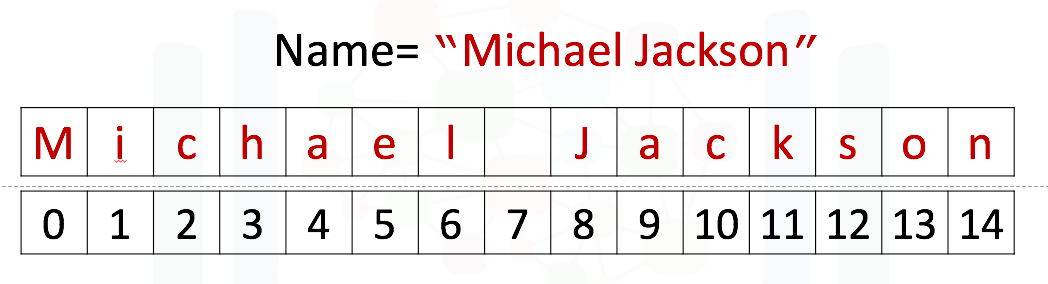 Name= “Michael Jackson”
M i c h a e l J a c k s o n
0 1 2 3 4 5 6 7 8 9 10 11 12 13 14